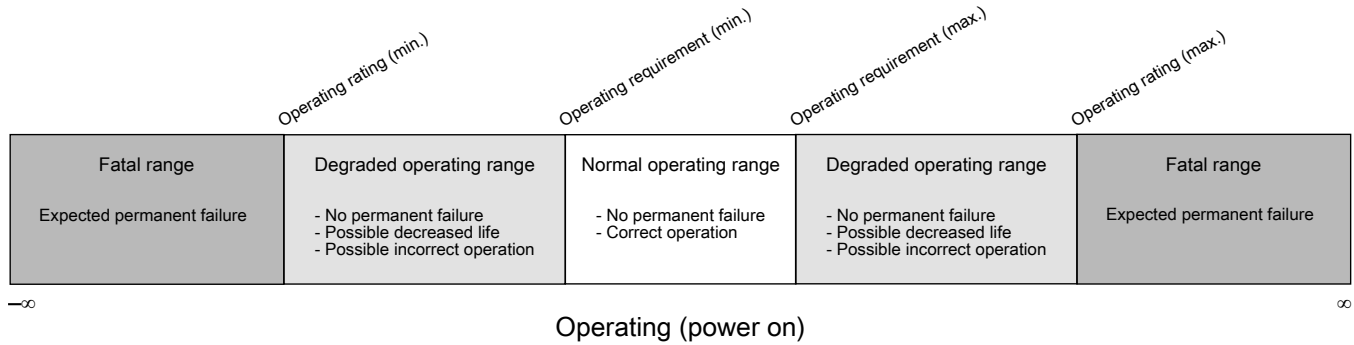 Operating rating (min.)
Operating requirement (min.)
Operating requirement (max.)
Operating rating (max.)
Fatal range
Expected permanent failure
Degraded operating range
- No permanent failure
- Possible decreased life
- Possible incorrect operation
Normal operating range
- No permanent failure
- Correct operation
Degraded operating range
- No permanent failure
- Possible decreased life
- Possible incorrect operation
Fatal range
Expected permanent failure
–∞
∞
Operating (power on)